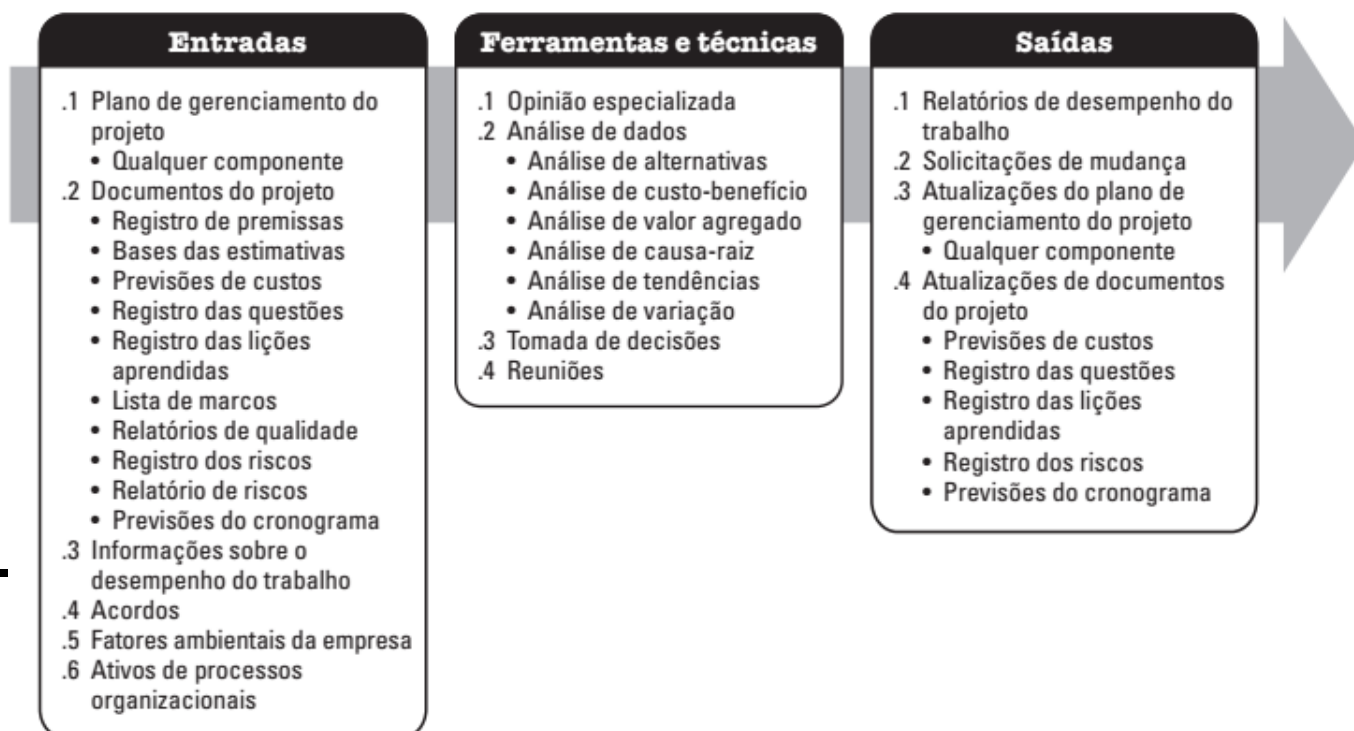 Entradas
.1 Plano de gerenciamento do
projeto
• Qualquer componente
.2 Documentos do projeto
• Registro de premissas
• Bases das estimativas
• Previsões de custos
• Registro das questões
• Registro das lições
aprendidas
• Lista de marcos
• Relatórios de qualidade
• Registro dos riscos
• Relatório de riscos
• Previsões do cronograma
.3 Informações sobre o
desempenho do trabalho
.4 Acordos
.5 Fatores ambientais da empresa
.6 Ativos de processos
organizacionais
Ferramentas e técnicas
.1 Opinião especializada
.2 Análise de dados
• Análise de alternativas
• Análise de custo-benefício
• Análise de valor agregado
• Análise de causa-raiz
• Análise de tendências
• Análise de variação
.3 Tomada de decisões
.4 Reuniões
Saídas
.1 Relatórios de desempenho do
trabalho
.2 Solicitações de mudança
.3 Atualizações do plano de
gerenciamento do projeto
• Qualquer componente
.4 Atualizações de documentos
do projeto
• Previsões de custos
• Registro das questões
• Registro das lições
aprendidas
• Registro dos riscos
• Previsões do cronograma